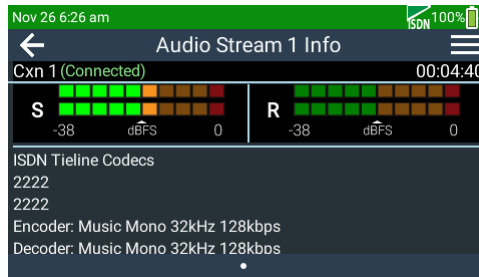 Nov 26 6:26 am ISDN 100%
Audio Stream 1 Info
Cxn 1 (Connected) 00:04:40
S R
-38 dBFS 0 -38 dBFS 0
ISDN Tieline Codecs
2222
2222
Encoder: Music Mono 32kHz 128kbps
Decoder: Music Mono 32kHz 128kbps